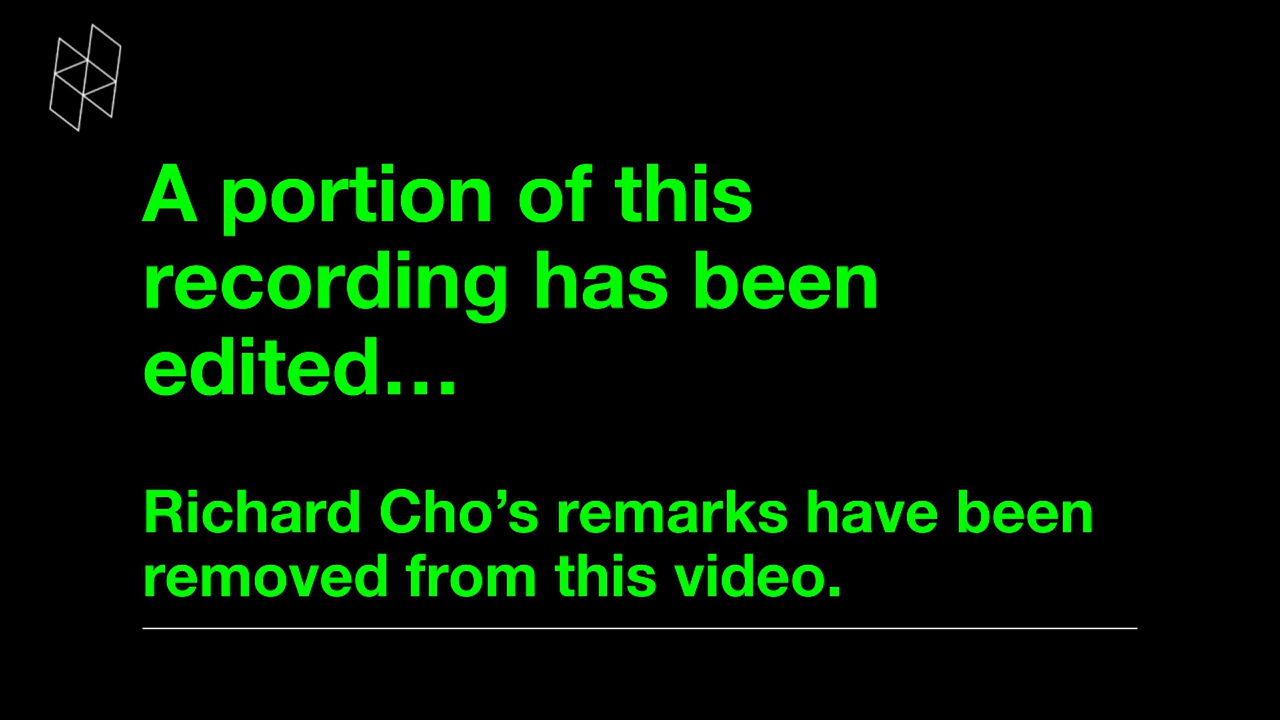 A portion of this
recording has been
edited…
Richard Cho’s remarks have been
removed from this video.